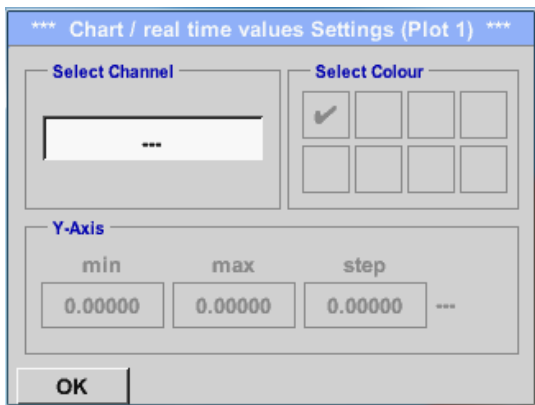 *** Chart / real time values Settings (Plot 1) ***
Select Channel
Select Colour
---
✔
Y-Axis
min max step
0.00000 0.00000 0.00000 ---
OK